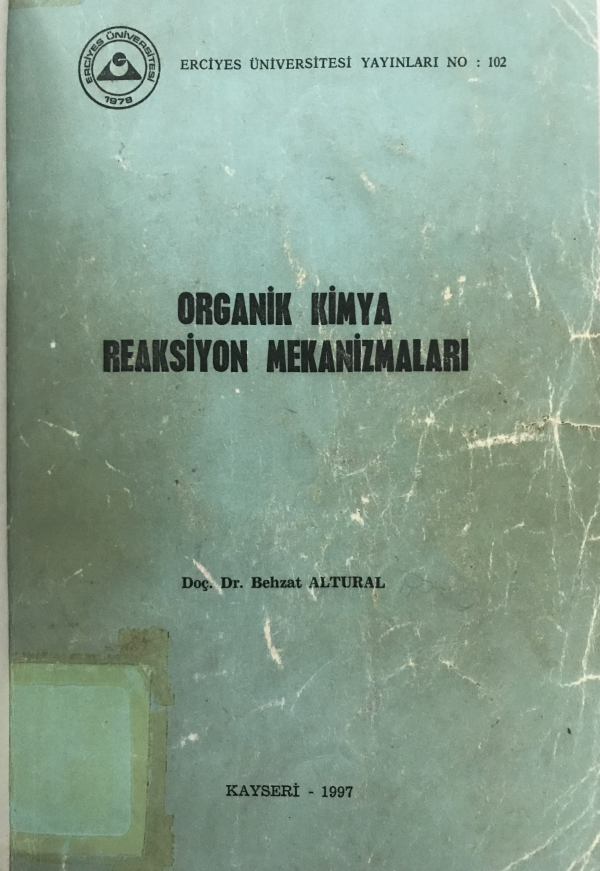 ERCİYES ÜNİVERSİTESİ
1978
ERCİYES ÜNİVERSİTESİ YAYINLARI NO : 102
ORGANİK KİMYA
REAKSİYON MEKANİZMALARI
Doç. Dr. Behzat ALTURAL
KAYSERİ - 1997